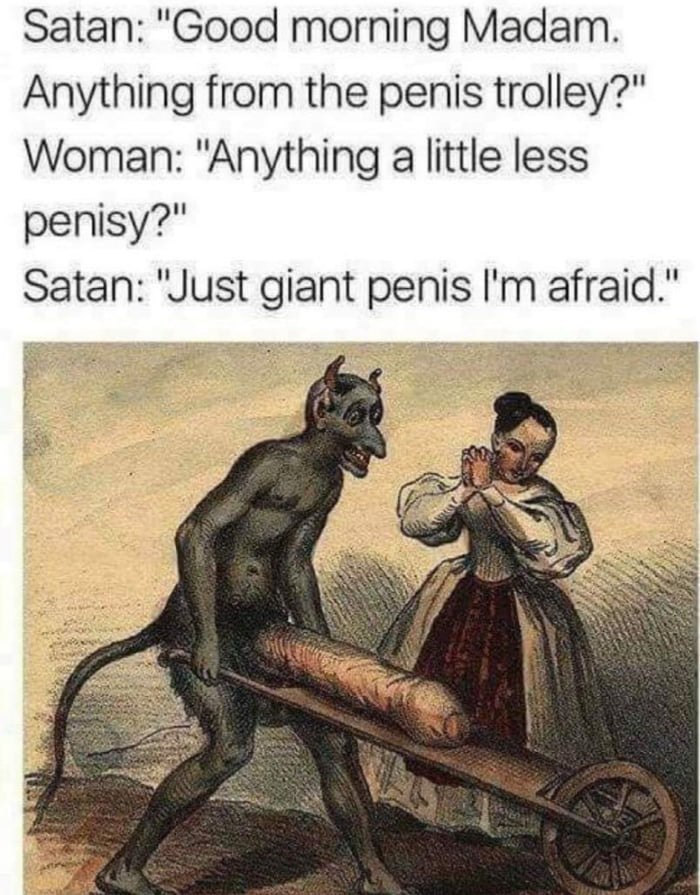 Satan: "Good morning Madam.
Anything from the penis trolley?"
Woman: "Anything a little less
penisy?"
Satan: "Just giant penis I'm afraid."